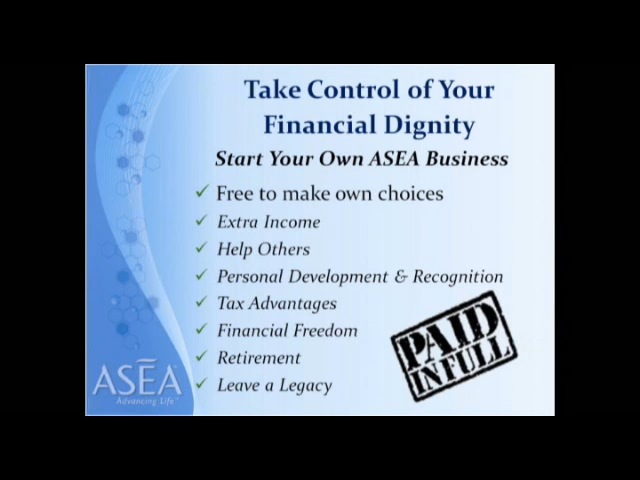 Take Control of Your
Financial Dignity
Start Your Own ASEA Business
Free to make own choices
Extra Income
Help Others
Personal Development & Recognition
Tax Advantages
Financial Freedom
Retirement
Leave a Legacy
PAID
IN FULL
ASEA®
Advancing Life™